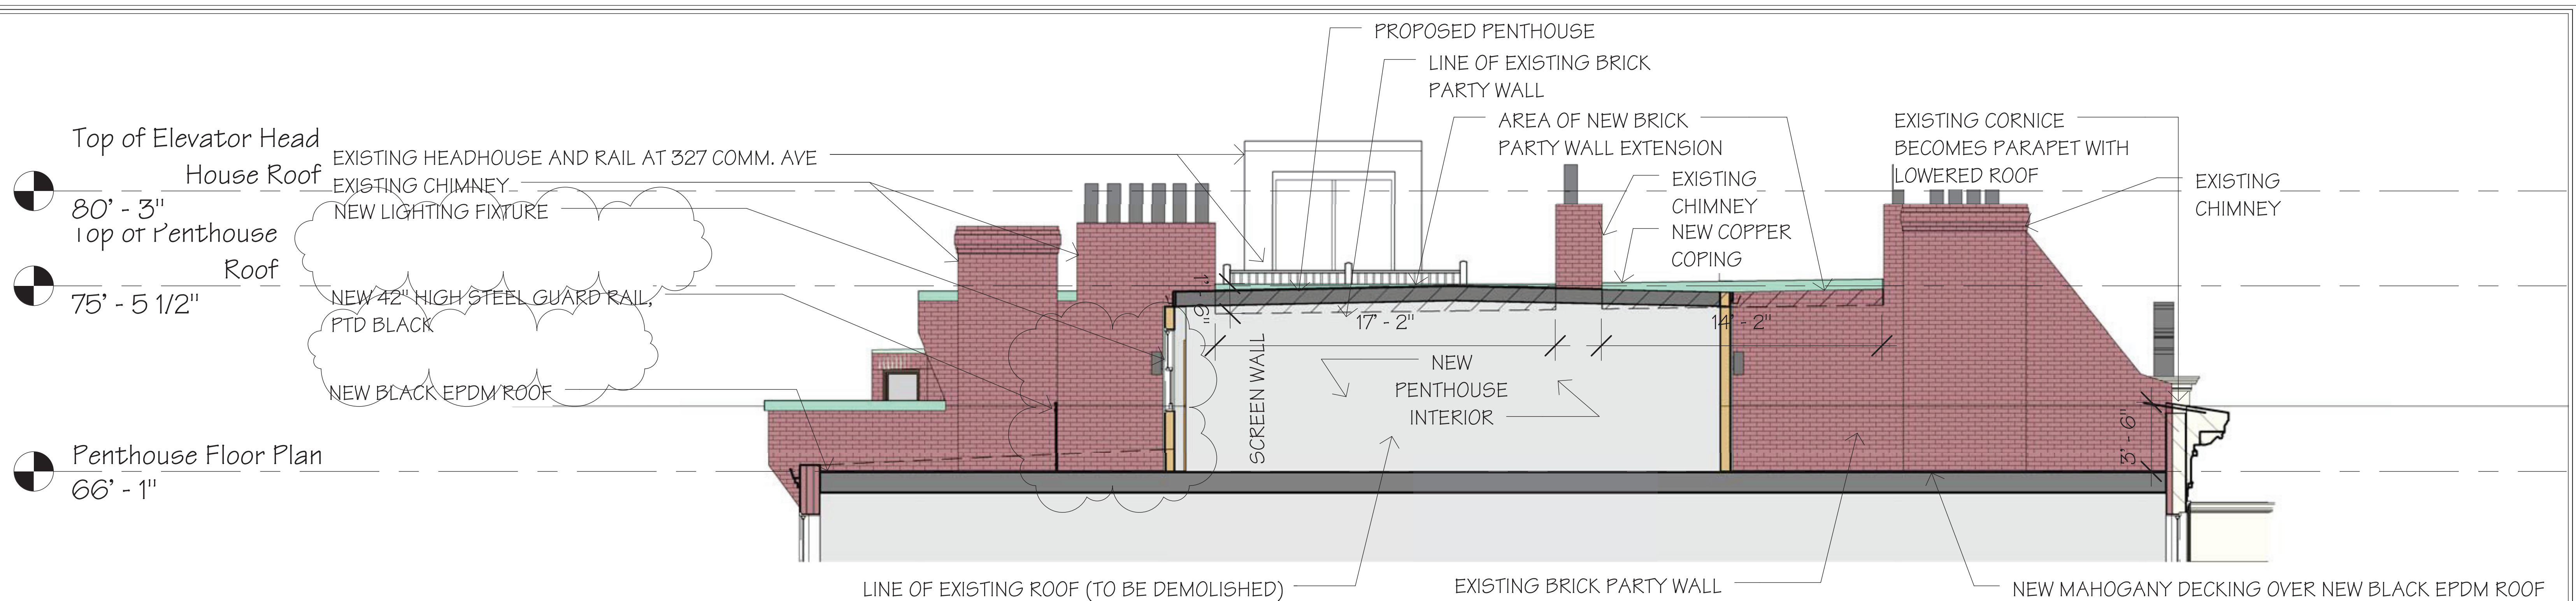 PROPOSED PENTHOUSE
LINE OF EXISTING BRICK
PARTY WALL
AREA OF NEW BRICK
PARTY WALL EXTENSION
EXISTING CORNICE
BECOMES PARAPET WITH
LOWERED ROOF
EXISTING
CHIMNEY
EXISTING
CHIMNEY
NEW COPPER
COPING
Top of Elevator Head
House Roof
80' - 3"
Top of Penthouse
Roof
75' - 5 1/2"
EXISTING HEADHOUSE AND RAIL AT 327 COMM. AVE
EXISTING CHIMNEY
NEW LIGHTING FIXTURE
NEW 42" HIGH STEEL GUARD RAIL,
PTD BLACK
NEW BLACK EPDM ROOF
1' - 6"
17' - 2"
14' - 2"
SCREEN WALL
NEW
PENTHOUSE
INTERIOR
3' - 6"
Penthouse Floor Plan
66' - 1"
LINE OF EXISTING ROOF (TO BE DEMOLISHED)
EXISTING BRICK PARTY WALL
NEW MAHOGANY DECKING OVER NEW BLACK EPDM ROOF